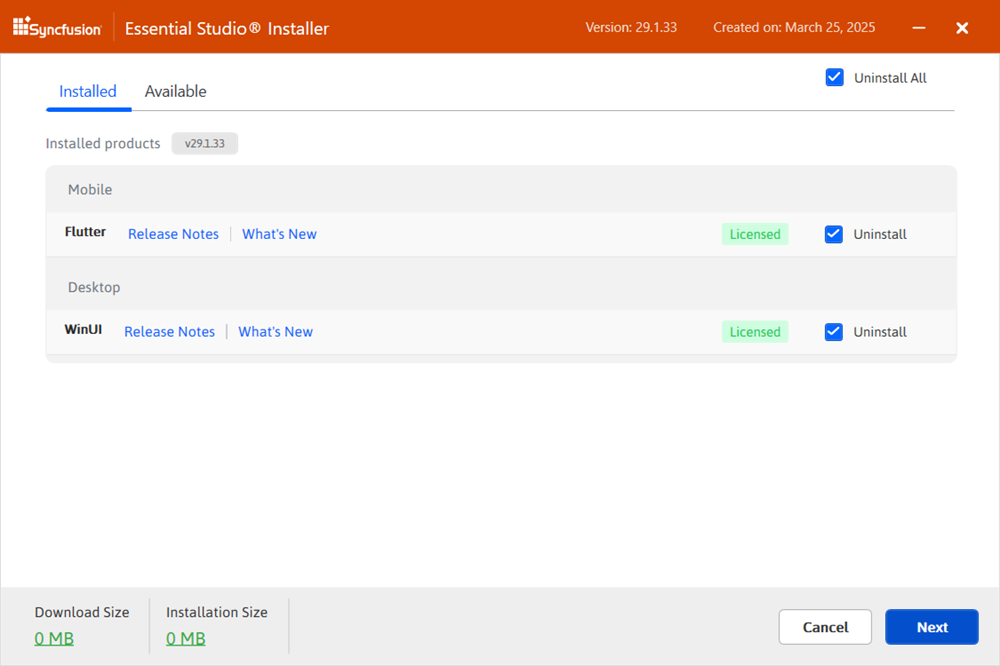 Syncfusion Essential Studio® Installer Version: 29.1.33 Created on: March 25, 2025
Uninstall All
Installed Available
Installed products v29.1.33
Mobile
Flutter Release Notes | What's New Licensed Uninstall
Desktop
WinUI Release Notes | What's New Licensed Uninstall
Download Size Installation Size
0 MB 0 MB
Cancel Next